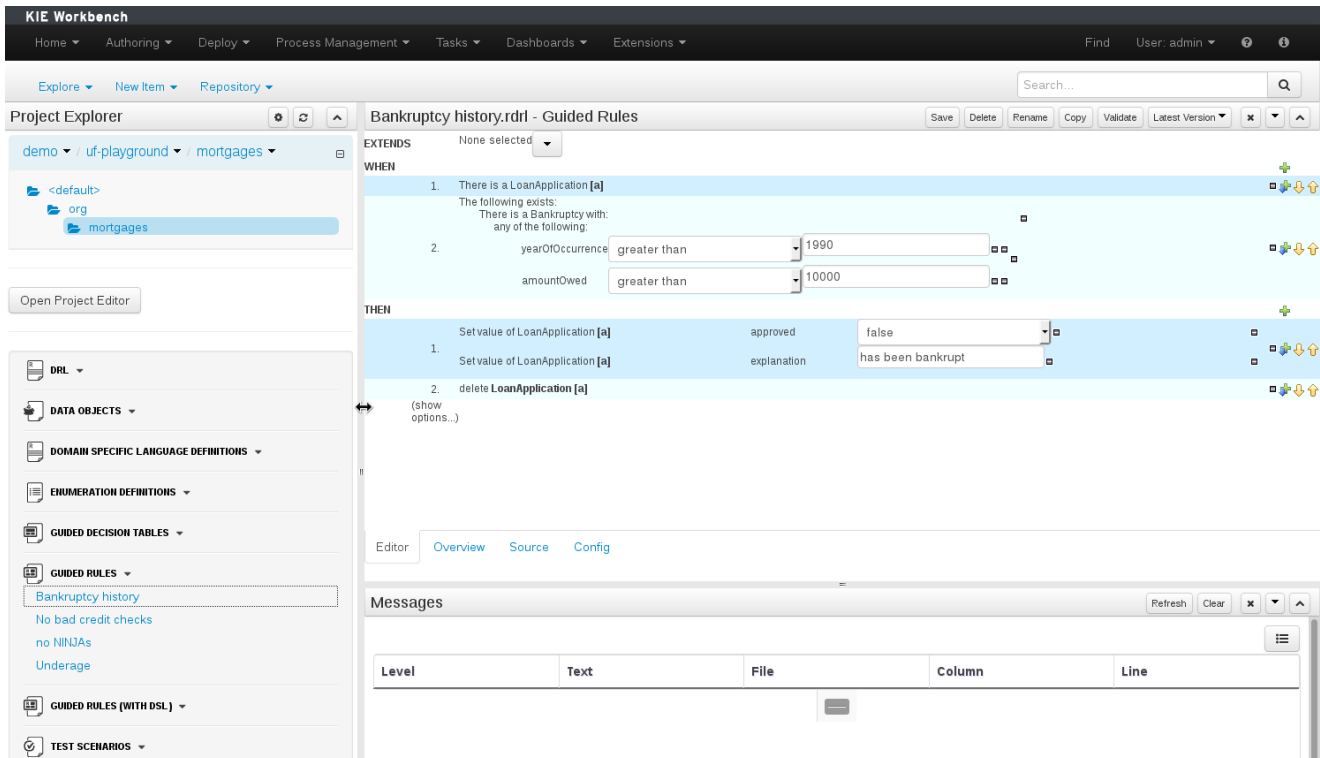 KIE Workbench
Home Authoring Deploy Process Management Tasks Dashboards Extensions Find User: admin
Explore New Item Repository Search...
Project Explorer
demo / uf-playground / mortgages
<default>
org
mortgages
Open Project Editor
DRL
DATA OBJECTS
DOMAIN SPECIFIC LANGUAGE DEFINITIONS
ENUMERATION DEFINITIONS
GUIDED DECISION TABLES
GUIDED RULES
Bankruptcy history
No bad credit checks
no NINJAs
Underage
GUIDED RULES (WITH DSL)
TEST SCENARIOS
Bankruptcy history.rdrl - Guided Rules Save Delete Rename Copy Validate Latest Version
EXTENDS None selected
WHEN
1. There is a LoanApplication [a]
The following exists:
There is a Bankruptcy with:
any of the following:
2. yearOfOccurrence greater than 1990
amountOwed greater than 10000
THEN
Set value of LoanApplication [a] approved false
1.
Set value of LoanApplication [a] explanation has been bankrupt
2. delete LoanApplication [a]
(show
options...)
Editor Overview Source Config
Messages Refresh Clear
Level Text File Column Line